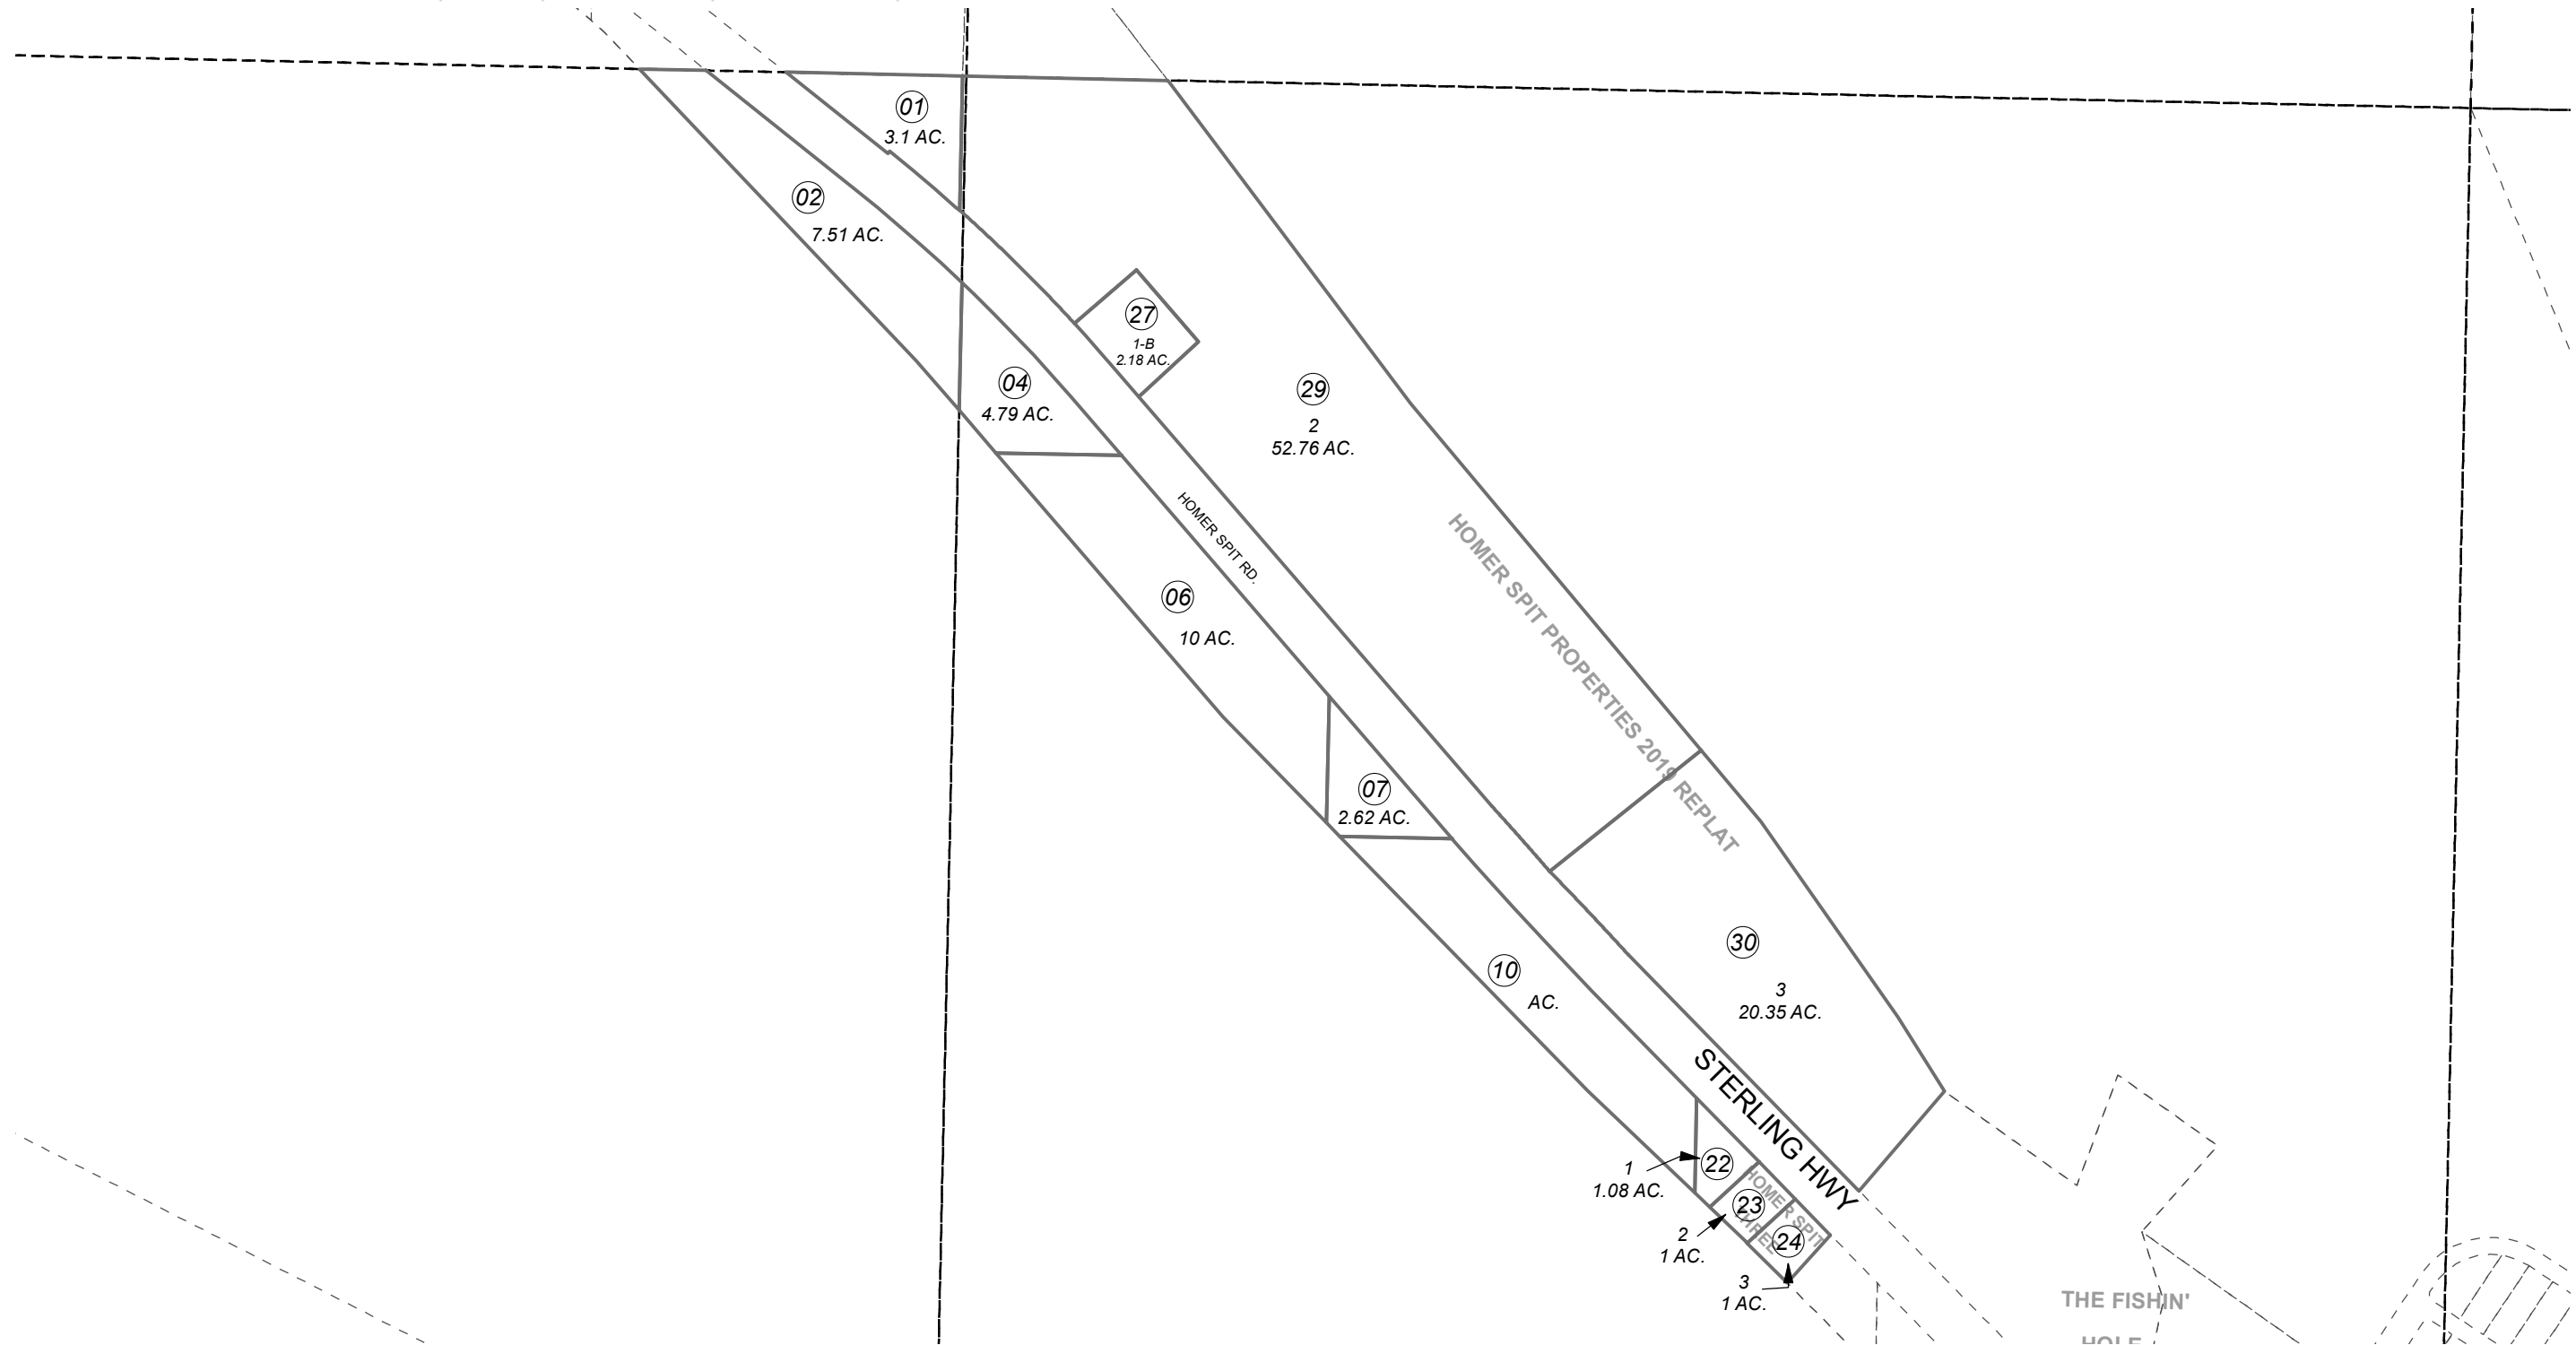 01
3.1 AC.
02
7.51 AC.
27
1-B
2.18 AC.
04
4.79 AC.
29
2
52.76 AC.
HOMER SPIT RD.
HOMER SPIT PROPERTIES 2019 REPLAT
06
10 AC.
07
2.62 AC.
30
3
20.35 AC.
10
AC.
STERLING HWY
22
1
1.08 AC.
HOMER SPIT
23
2
1 AC.
24
3
1 AC.
THE FISHIN'